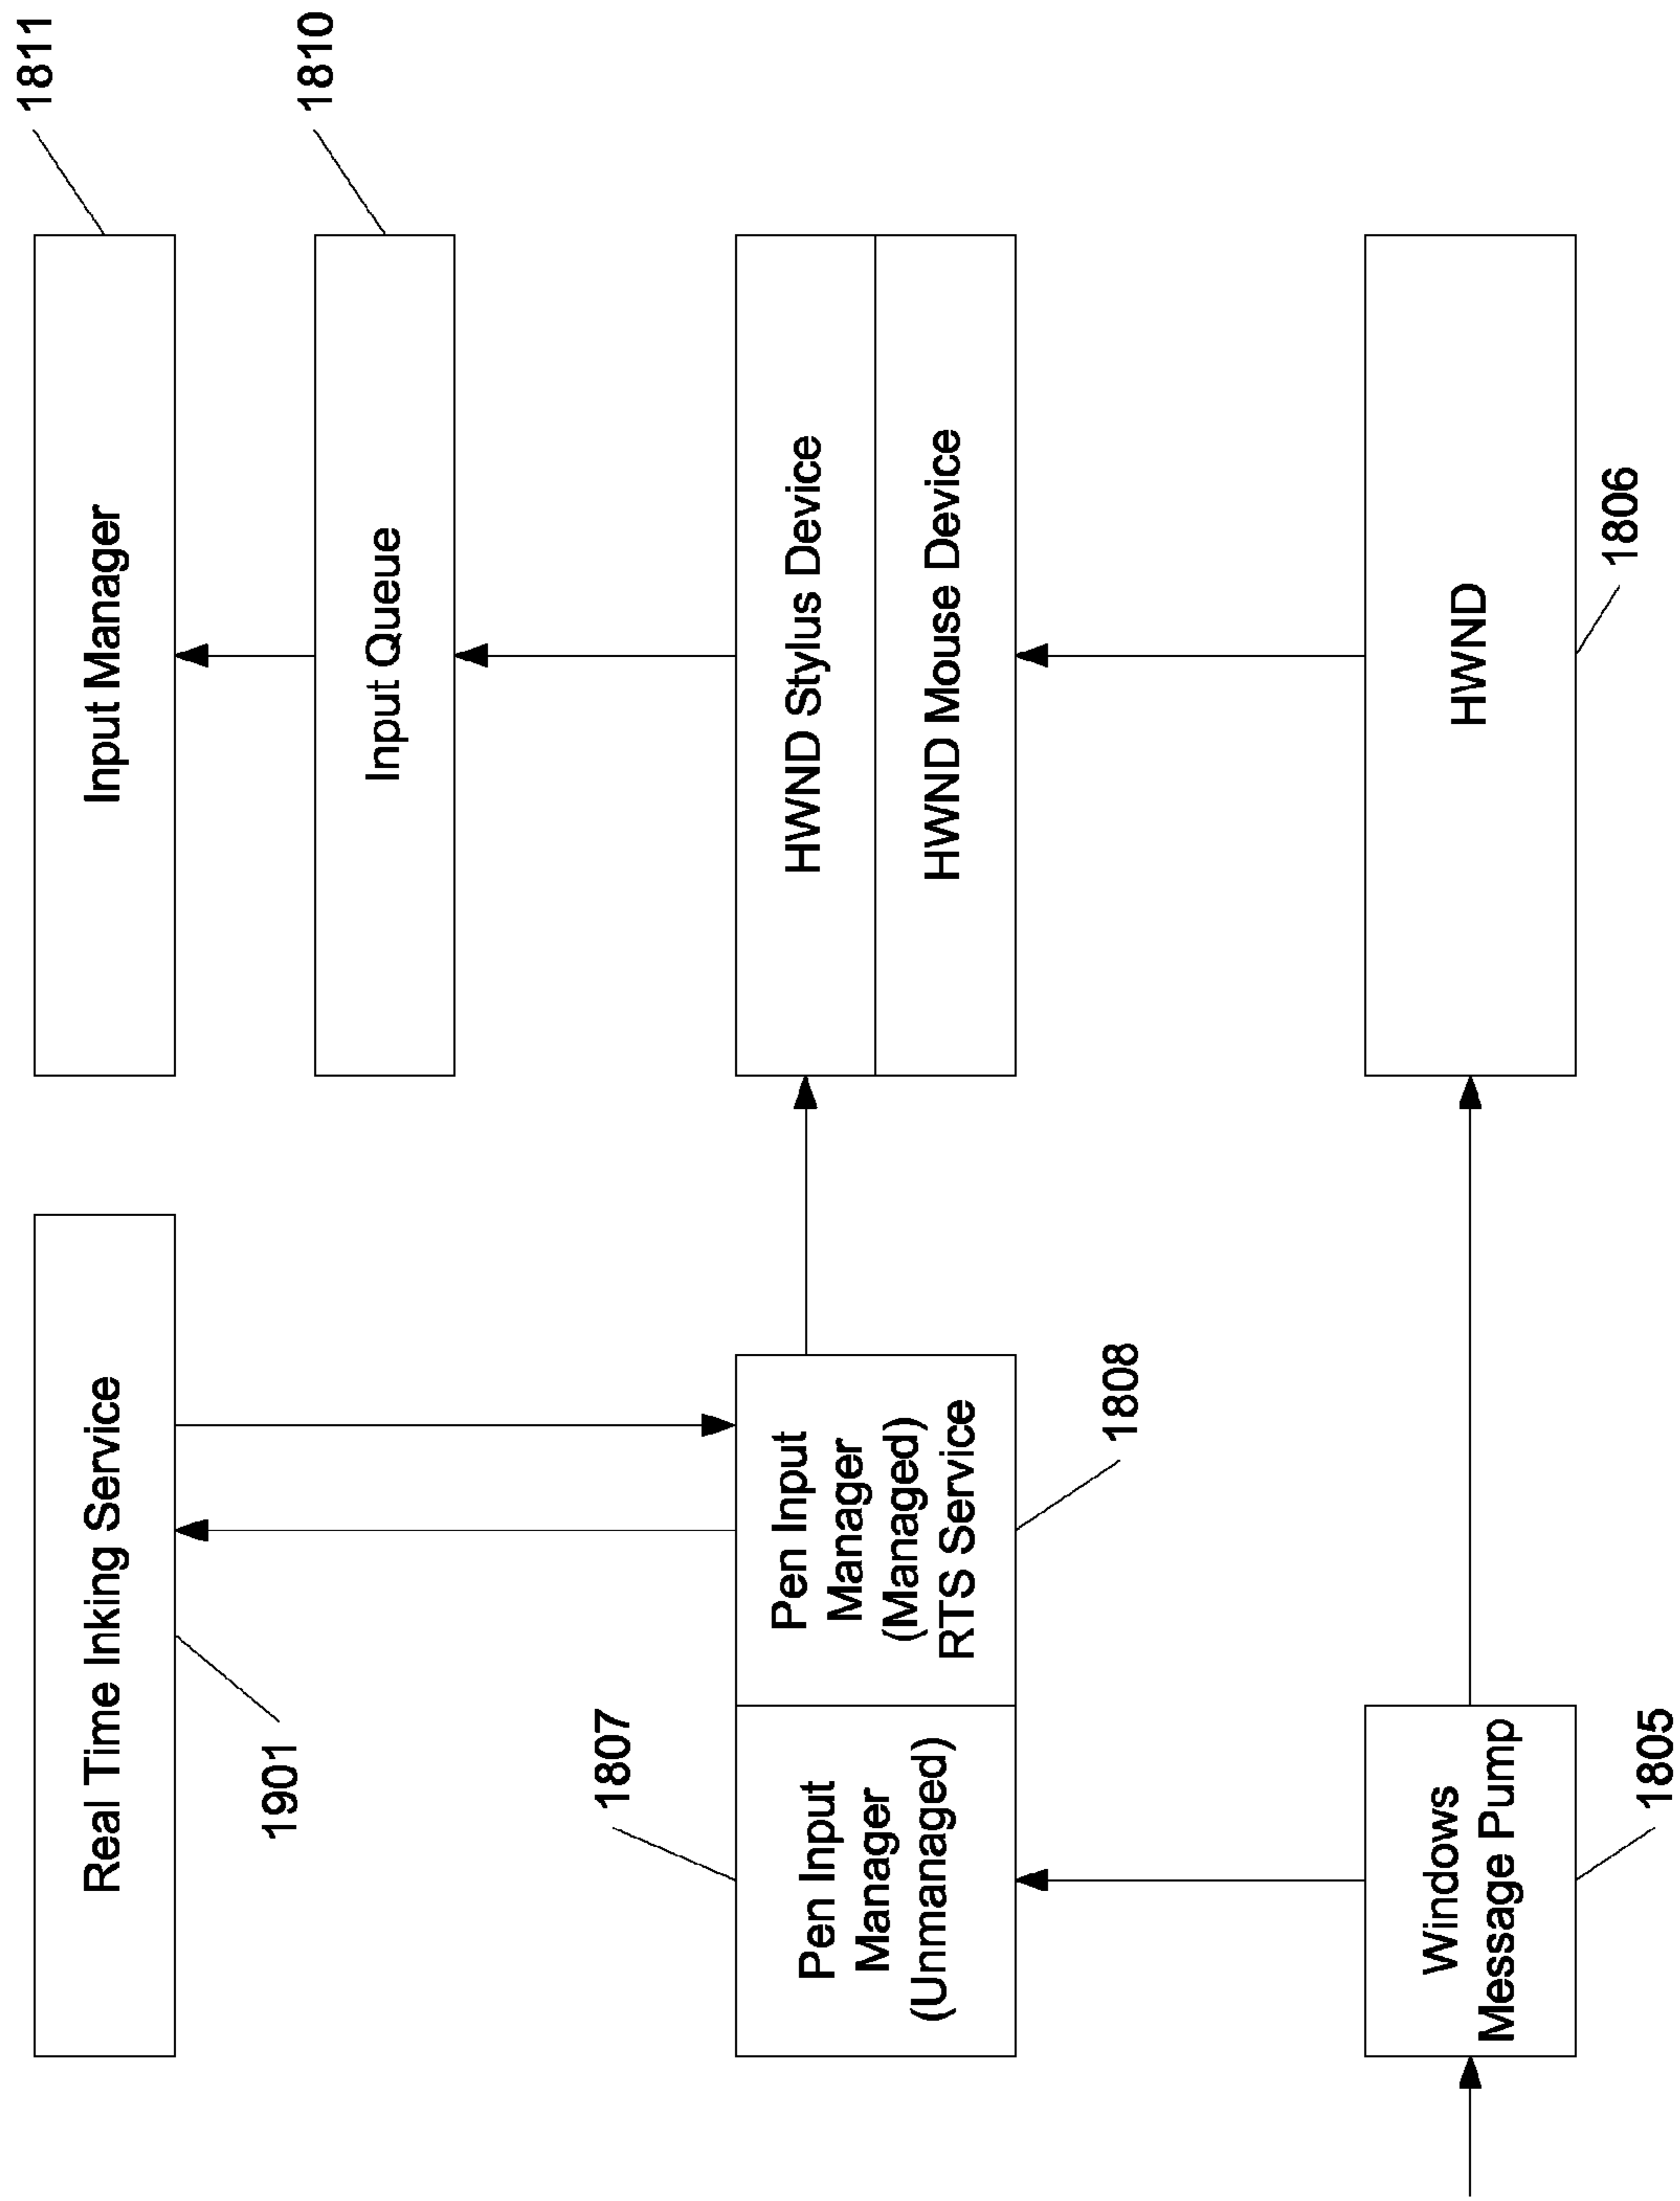 Real Time Inking Service
1901
Input Manager
1811
Input Queue
1810
1807
Pen Input
Manager
(Unmanaged)
Pen Input
Manager
(Managed)
RTS Service
1808
HWND Stylus Device
HWND Mouse Device
Windows
Message Pump
1805
HWND
1806